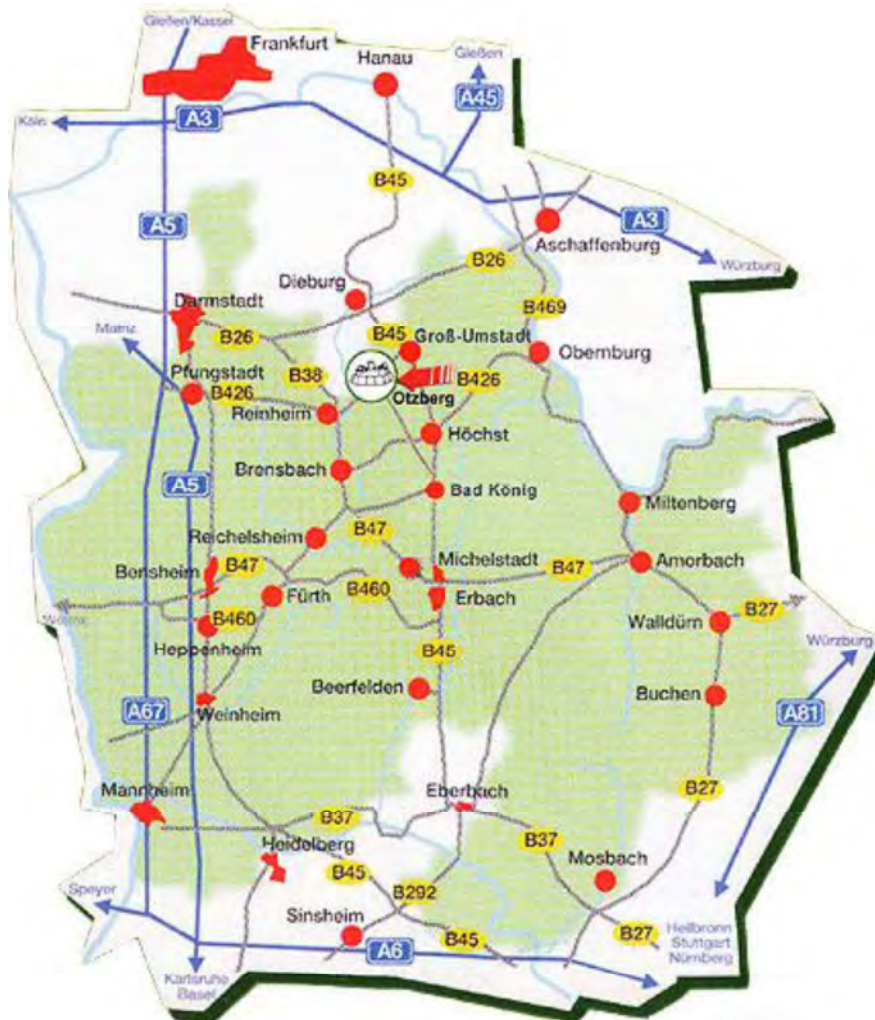 Gießen/Kassel
Frankfurt
Hanau
Gießen
A45
Köln
A3
B45
A5
A3
Aschaffenburg
Würzburg
B26
Dieburg
B469
Darmstadt
Mainz
B26
B45
Groß-Umstadt
Obernburg
Pfungstadt
B38
B426
B426
Otzberg
Reinheim
Höchst
Brensbach
A5
Bad König
Miltenberg
Reichelsheim
B47
Michelstadt
B47
Amorbach
Bensheim
B47
Fürth
B460
Erbach
B27
Worms
B460
Walldürn
Heppenheim
B45
Würzburg
Beerfelden
Buchen
A67
Weinheim
A81
Mannheim
Eberbach
B27
B37
B37
Heidelberg
Mosbach
B45
Speyer
B292
Sinsheim
B45
B27
Heilbronn
Stuttgart
Nürnberg
A6
Karlsruhe
Basel